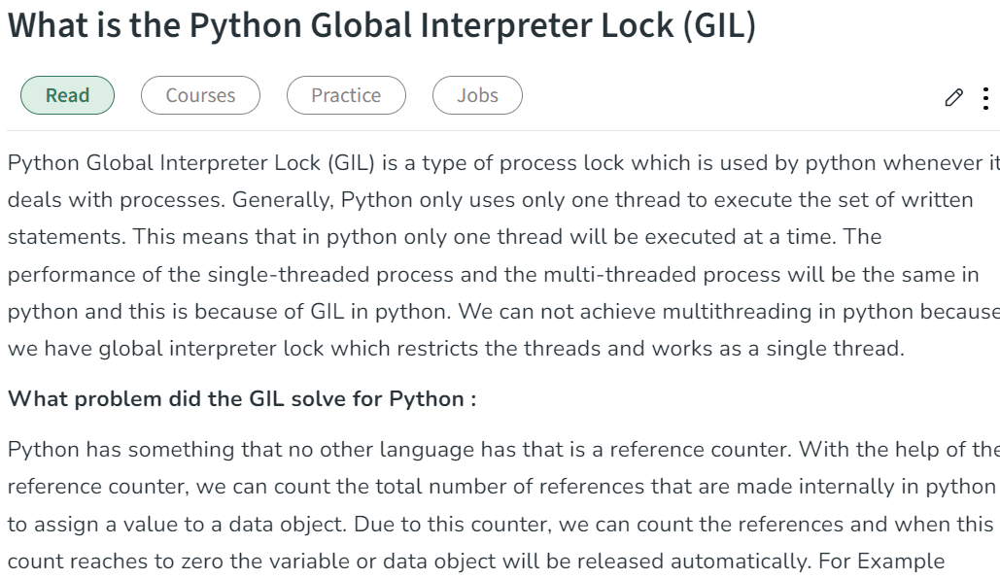 What is the Python Global Interpreter Lock (GIL)
Read Courses Practice Jobs
Python Global Interpreter Lock (GIL) is a type of process lock which is used by python whenever it
deals with processes. Generally, Python only uses only one thread to execute the set of written
statements. This means that in python only one thread will be executed at a time. The
performance of the single-threaded process and the multi-threaded process will be the same in
python and this is because of GIL in python. We can not achieve multithreading in python because
we have global interpreter lock which restricts the threads and works as a single thread.
What problem did the GIL solve for Python :
Python has something that no other language has that is a reference counter. With the help of the
reference counter, we can count the total number of references that are made internally in python
to assign a value to a data object. Due to this counter, we can count the references and when this
count reaches to zero the variable or data object will be released automatically. For Example